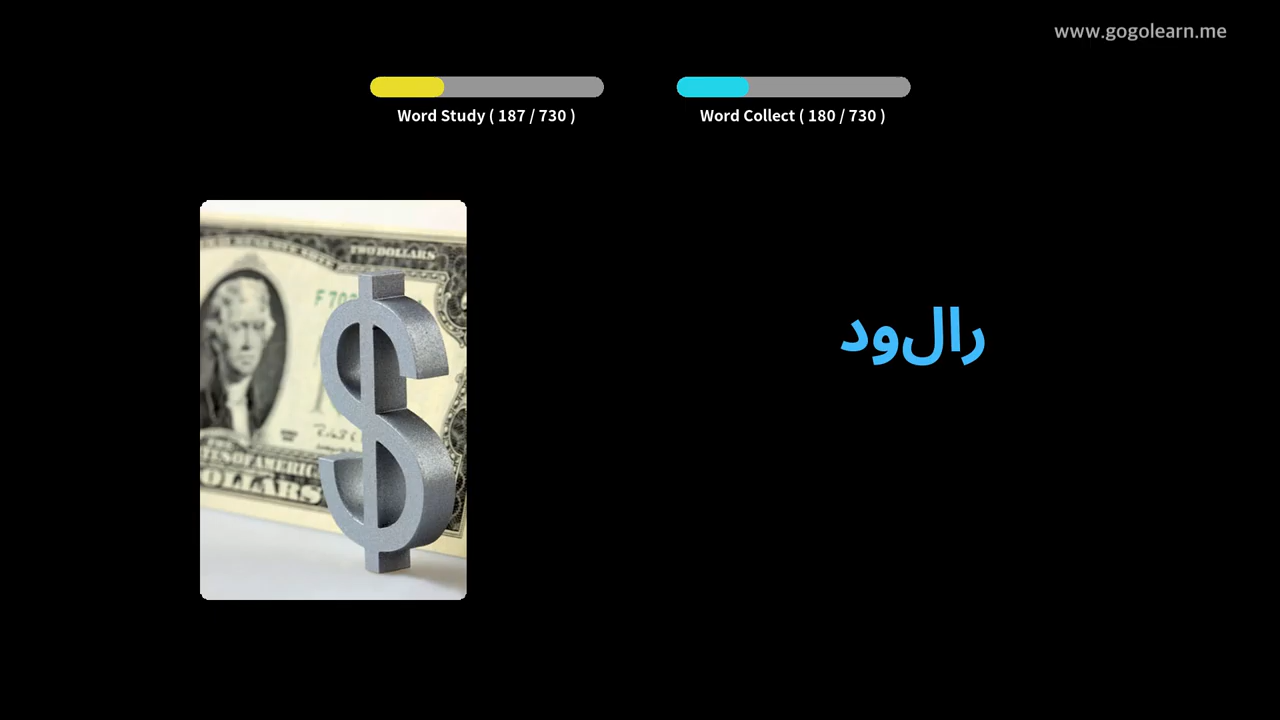 www.gogolearn.me
Word Study ( 187 / 730 )
Word Collect ( 180 / 730 )
TWO DOLLARS
رالود